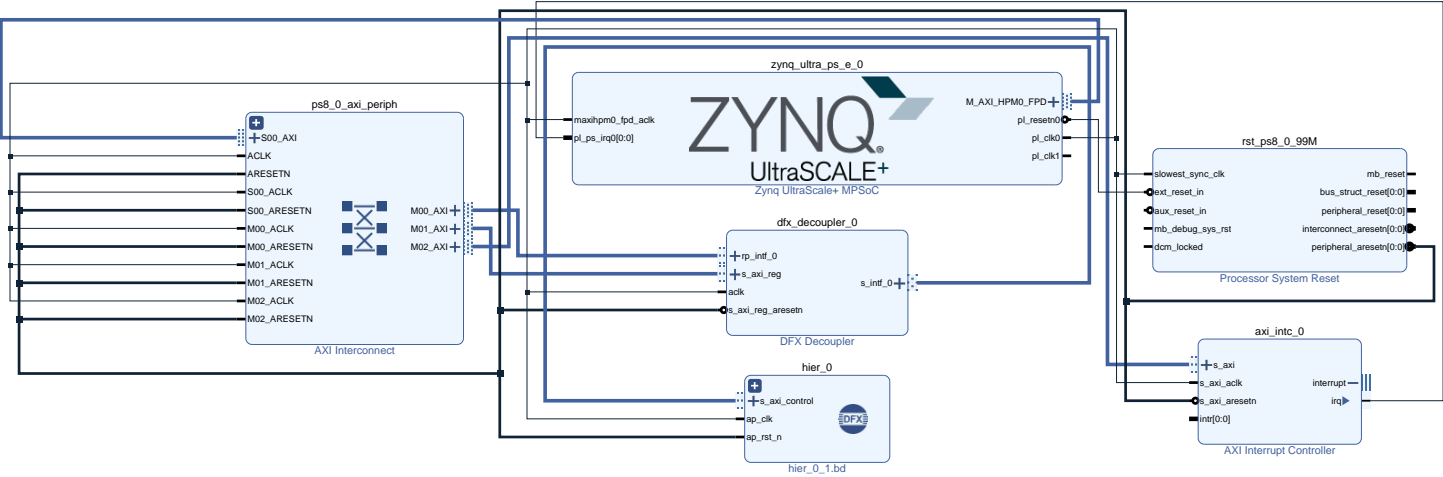 zynq_ultra_ps_e_0
ZYNQ
UltraSCALE+
maxihpm0_fpd_aclk
pl_ps_irq0[0:0]
M_AXI_HPM0_FPD
pl_resetn0
pl_clk0
pl_clk1
Zynq UltraScale+ MPSoC
ps8_0_axi_periph
S00_AXI
ACLK
ARESETN
S00_ACLK
S00_ARESETN
M00_ACLK
M00_ARESETN
M01_ACLK
M01_ARESETN
M02_ACLK
M02_ARESETN
M00_AXI
M01_AXI
M02_AXI
AXI Interconnect
rst_ps8_0_99M
slowest_sync_clk
ext_reset_in
aux_reset_in
mb_debug_sys_rst
dcm_locked
mb_reset
bus_struct_reset[0:0]
peripheral_reset[0:0]
interconnect_aresetn[0:0]
peripheral_aresetn[0:0]
Processor System Reset
dfx_decoupler_0
rp_intf_0
s_axi_reg
aclk
s_axi_reg_aresetn
s_intf_0
DFX Decoupler
hier_0
s_axi_control
ap_clk
ap_rst_n
DFX
hier_0_1.bd
axi_intc_0
s_axi
s_axi_aclk
s_axi_aresetn
intr[0:0]
interrupt
irq
AXI Interrupt Controller